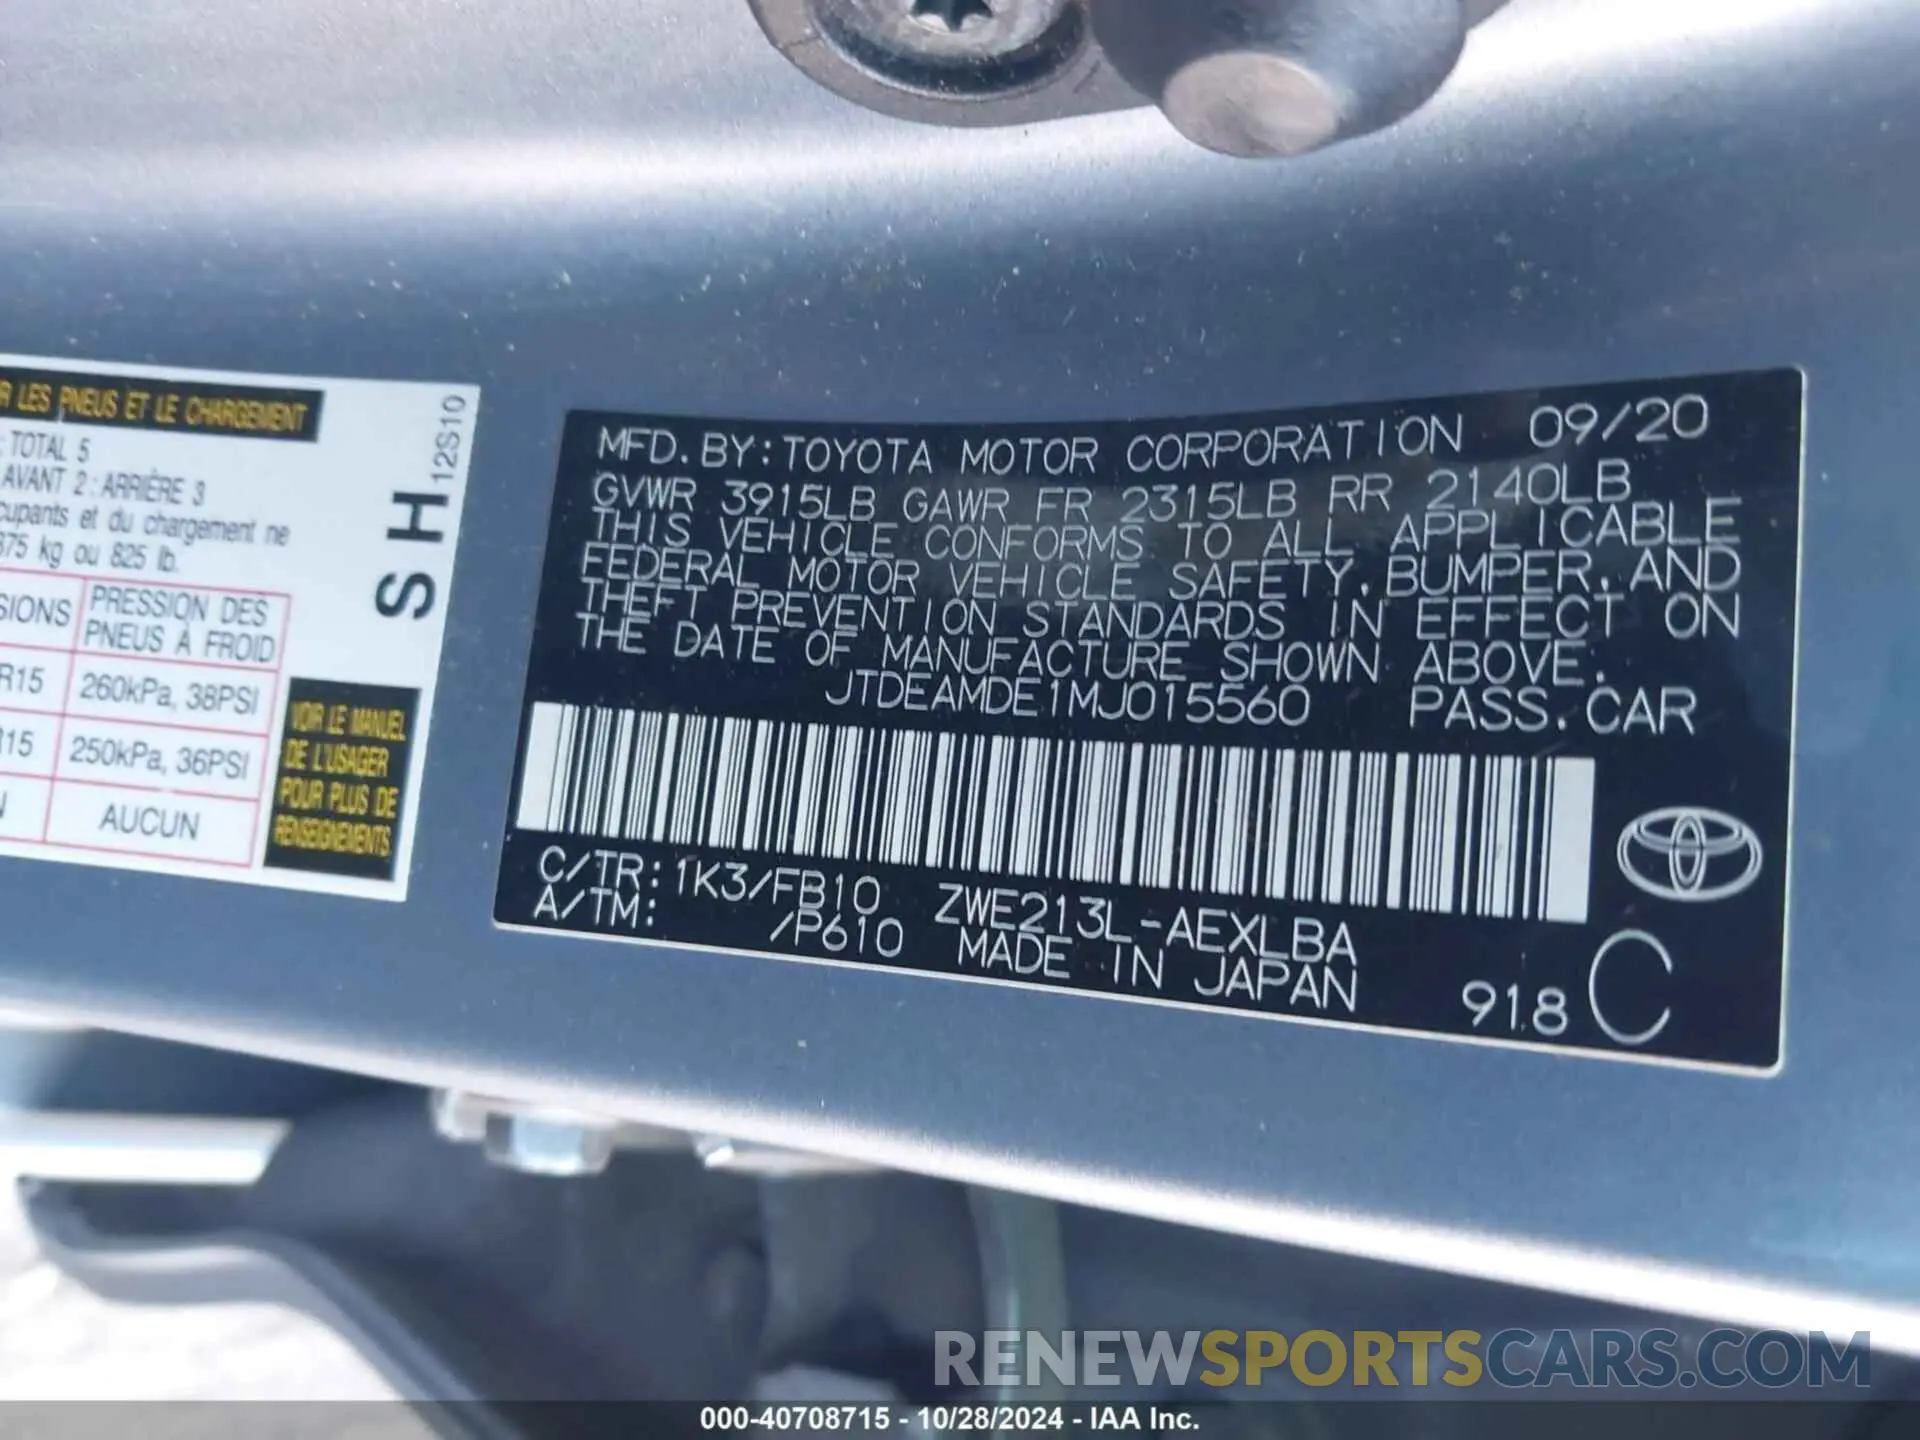 LES PNEUS ET LE CHARGEMENT
: TOTAL 5
AVANT 2 : ARRIÈRE 3
cupants et du chargement ne
375 kg ou 825 lb.
SIONS PRESSION DES
PNEUS À FROID
R15 260kPa, 38PSI
R15 250kPa, 36PSI
AUCUN
SH
12S10
VOIR LE MANUEL
DE L'USAGER
POUR PLUS DE
RENSEIGNEMENTS
MFD. BY: TOYOTA MOTOR CORPORATION 09/20
GVWR 3915LB GAWR FR 2315LB RR 2140LB
THIS VEHICLE CONFORMS TO ALL APPLICABLE
FEDERAL MOTOR VEHICLE SAFETY, BUMPER, AND
THEFT PREVENTION STANDARDS IN EFFECT ON
THE DATE OF MANUFACTURE SHOWN ABOVE.
JTDEAMDE1MJ015560 PASS. CAR
C/TR: 1K3/FB10 ZWE213L-AEXLBA
A/TM: /P610 MADE IN JAPAN
918 C
RENEWSPORTSCARS.COM
000-40708715 - 10/28/2024 - IAA Inc.